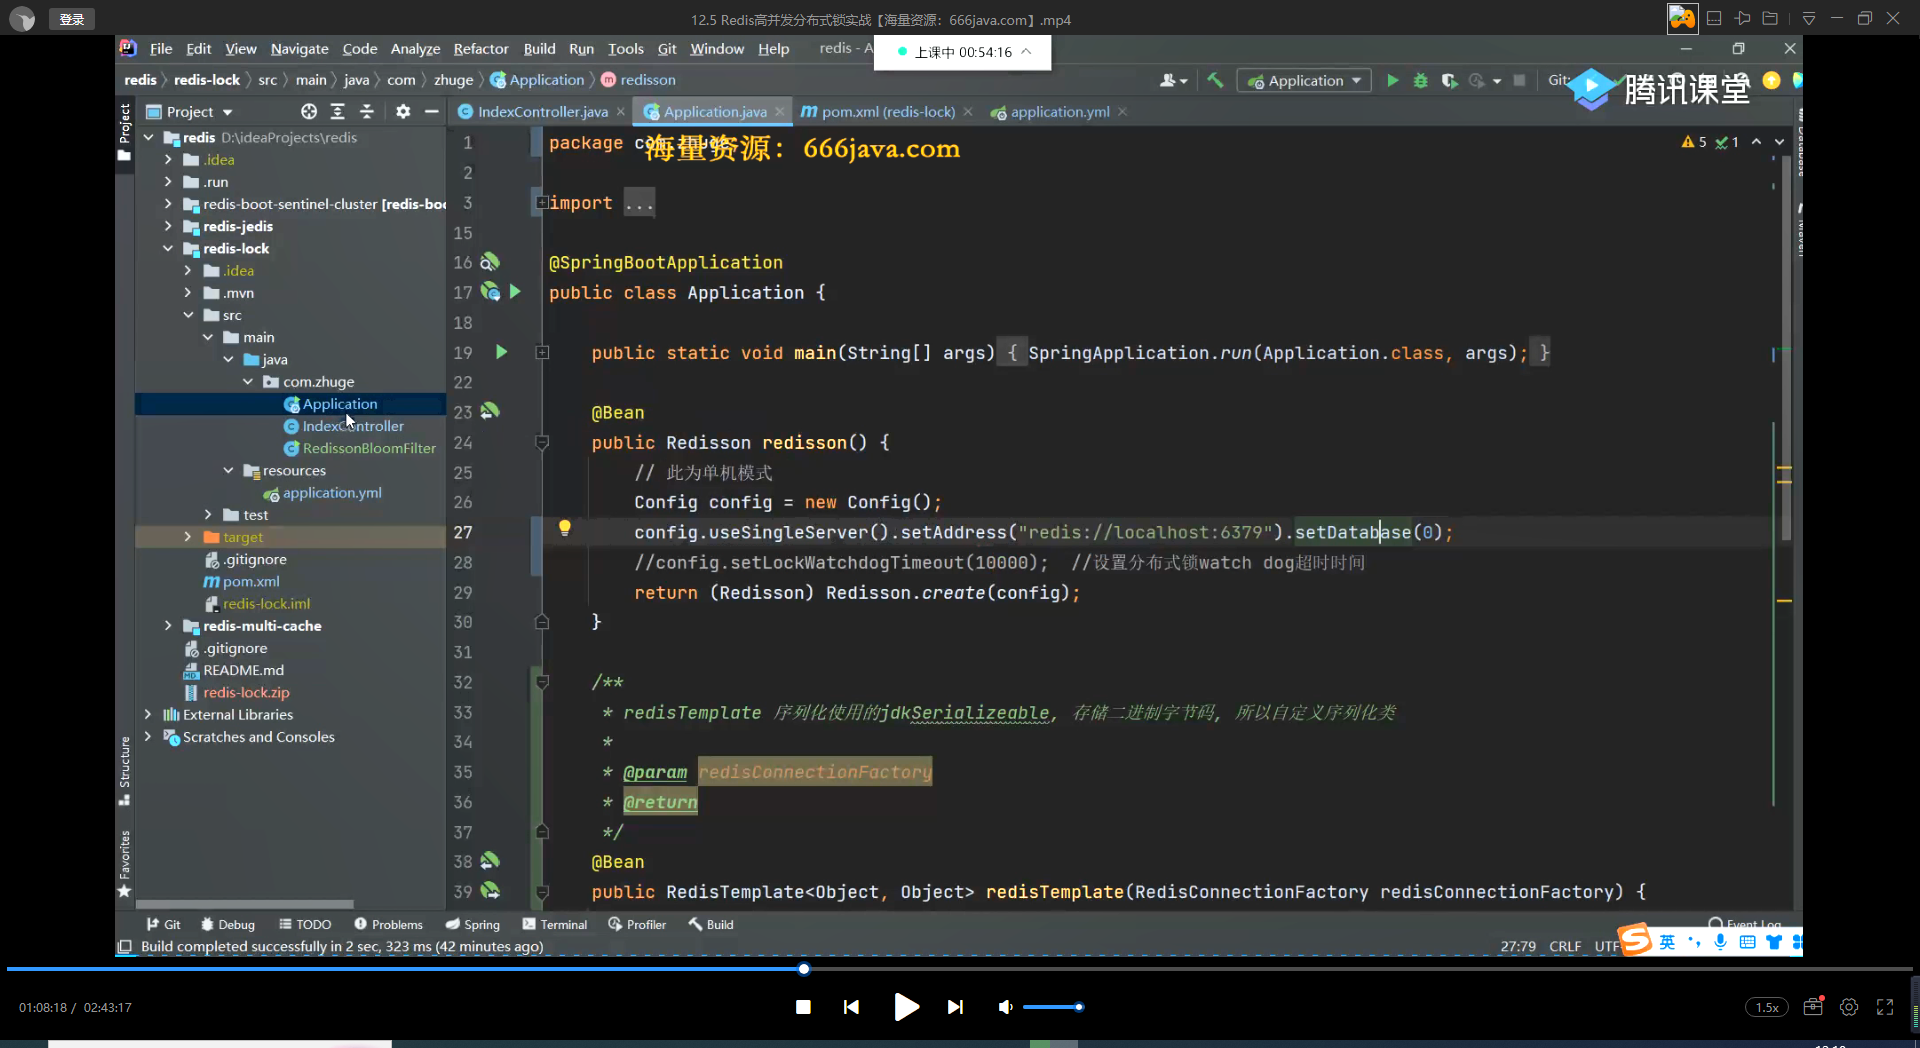 登录
12.5 Redis高并发分布式锁实战【海量资源：666java.com】.mp4
File Edit View Navigate Code Analyze Refactor Build Run Tools Git Window Help redis - A
上课中 00:54:16
redis redis-lock src main java com zhuge Application redisson
Application
Git:
腾讯课堂
Project
Project
IndexController.java
Application.java
pom.xml (redis-lock)
application.yml
redis D:\ideaProjects\redis
.idea
.run
redis-boot-sentinel-cluster [redis-boo
redis-jedis
redis-lock
.idea
.mvn
src
main
java
com.zhuge
Application
IndexController
RedissonBloomFilter
resources
application.yml
test
target
.gitignore
pom.xml
redis-lock.iml
redis-multi-cache
.gitignore
README.md
redis-lock.zip
External Libraries
Scratches and Consoles
Structure
Favorites
海量资源：666java.com
5 1
1 package co
2
3 import ...
15
16 @SpringBootApplication
17 public class Application {
18
19 public static void main(String[] args) { SpringApplication.run(Application.class, args); }
22
23 @Bean
24 public Redisson redisson() {
25 // 此为单机模式
26 Config config = new Config();
27 config.useSingleServer().setAddress("redis://localhost:6379").setDatabase(0);
28 //config.setLockWatchdogTimeout(10000); //设置分布式锁watch dog超时时间
29 return (Redisson) Redisson.create(config);
30 }
31
32 /**
33 * redisTemplate 序列化使用的jdkSerializeable, 存储二进制字节码, 所以自定义序列化类
34 *
35 * @param redisConnectionFactory
36 * @return
37 */
38 @Bean
39 public RedisTemplate<Object, Object> redisTemplate(RedisConnectionFactory redisConnectionFactory) {
Git Debug TODO Problems Spring Terminal Profiler Build Event Log
Build completed successfully in 2 sec, 323 ms (42 minutes ago)
27:79 CRLF UTF
英
01:08:18 / 02:43:17
1.5x